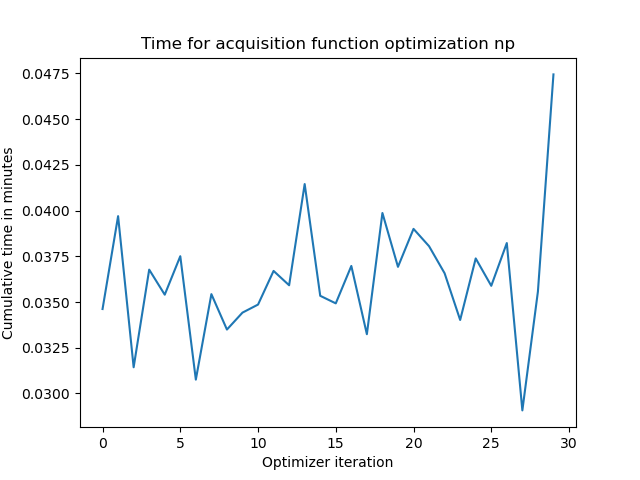 Time for acquisition function optimization np
Cumulative time in minutes
0.0475
0.0450
0.0425
0.0400
0.0375
0.0350
0.0325
0.0300
0 5 10 15 20 25 30
Optimizer iteration